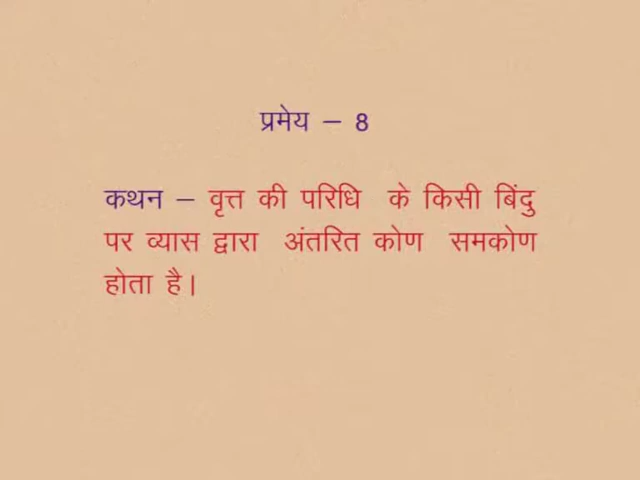 प्रमेय – 8
कथन – वृत्त की परिधि के किसी बिंदु
पर व्यास द्वारा अंतरित कोण समकोण
होता है।